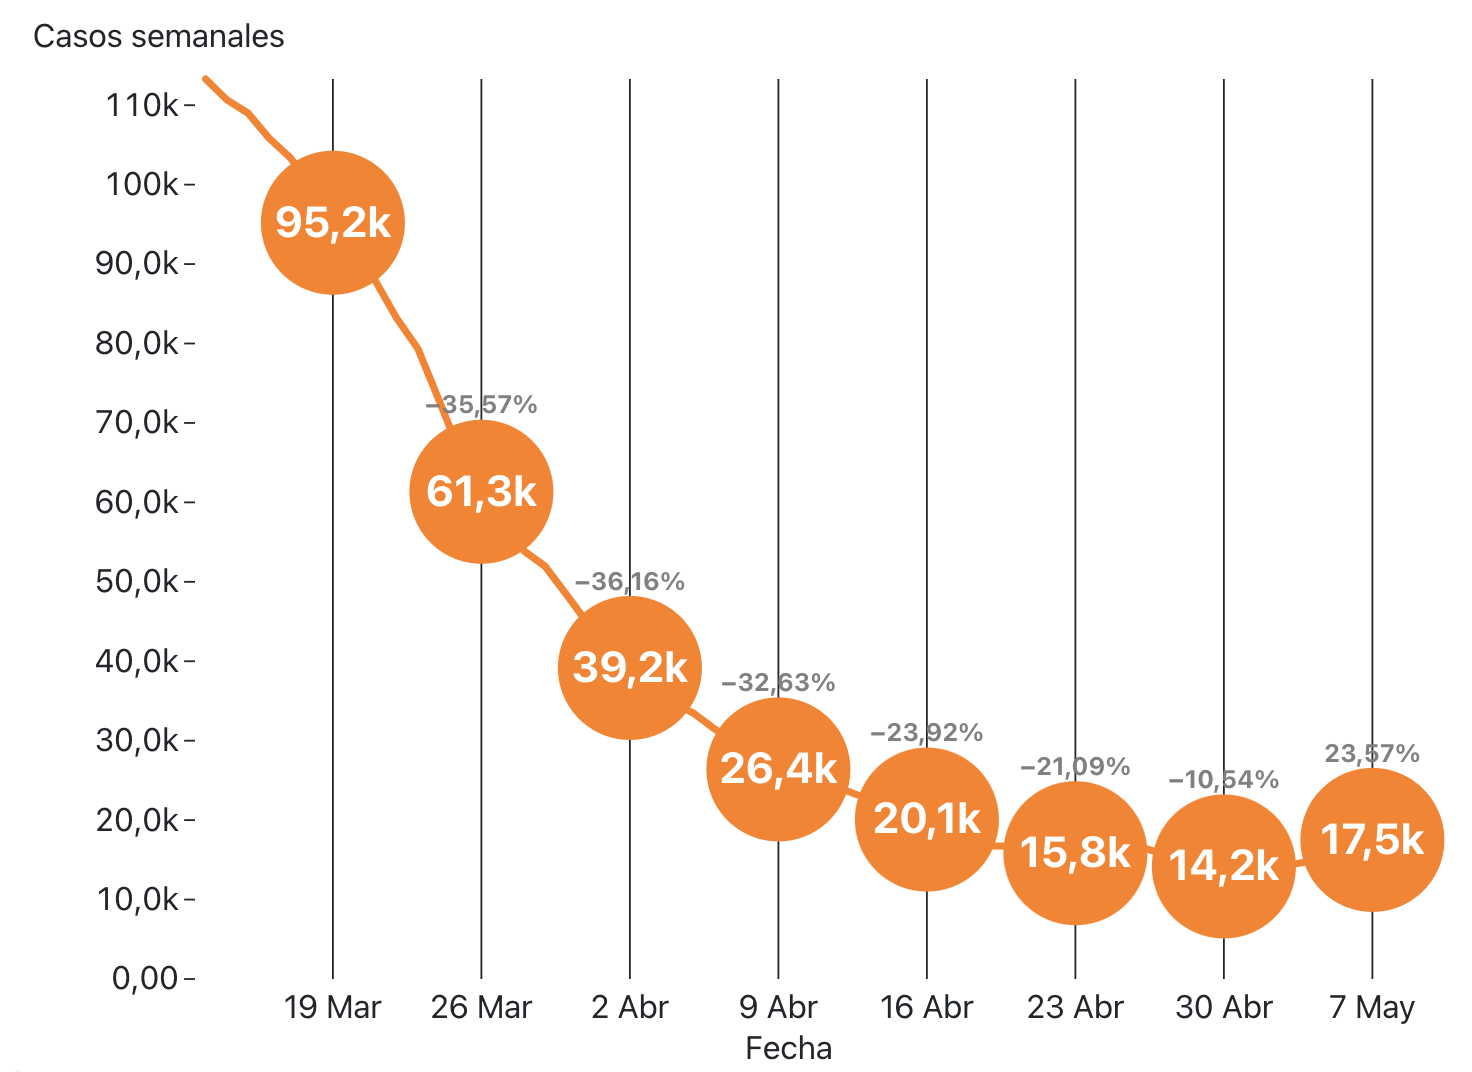 Casos semanales
110k
100k
90,0k
80,0k
70,0k
60,0k
50,0k
40,0k
30,0k
20,0k
10,0k
0,00
95,2k
–35,57%
61,3k
–36,16%
39,2k
–32,63%
26,4k
–23,92%
20,1k
–21,09%
15,8k
–10,54%
14,2k
23,57%
17,5k
19 Mar 26 Mar 2 Abr 9 Abr 16 Abr 23 Abr 30 Abr 7 May
Fecha